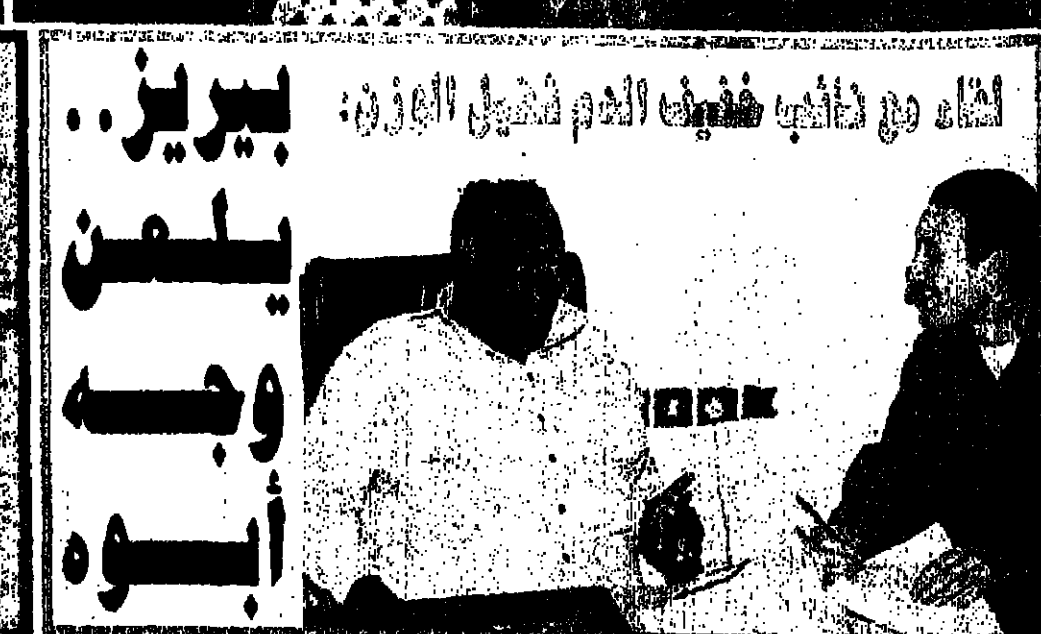 لقاء مع نائب خفيف الدم ثقيل الوزن:
بيريز..
يلعن
وجه
أبوه